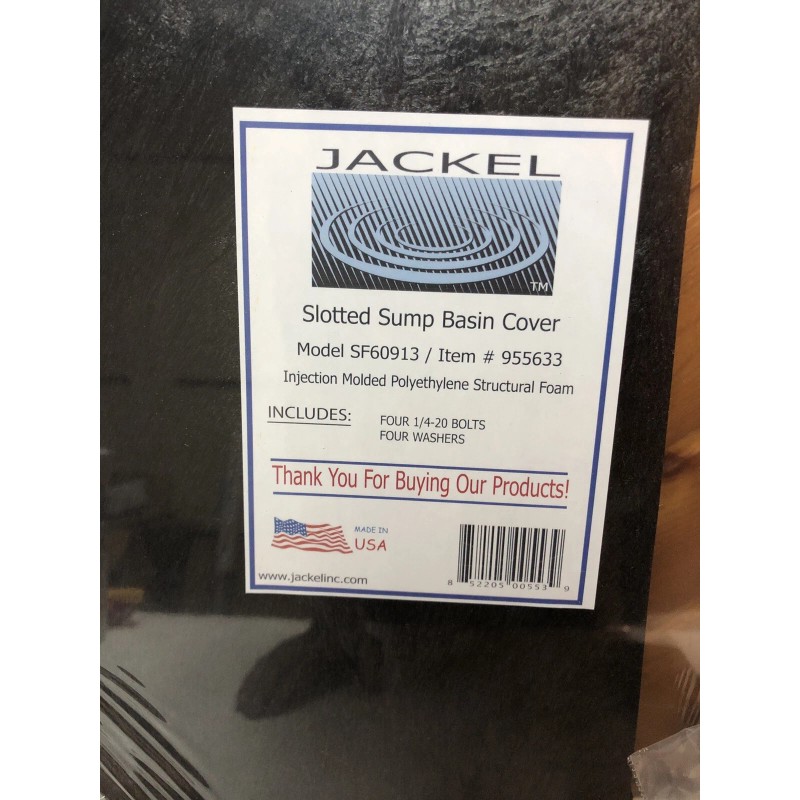 JACKEL
TM
Slotted Sump Basin Cover
Model SF60913 / Item # 955633
Injection Molded Polyethylene Structural Foam
INCLUDES:
FOUR 1/4-20 BOLTS
FOUR WASHERS
Thank You For Buying Our Products!
MADE IN
USA
www.jackelinc.com
8 52205 00553 9